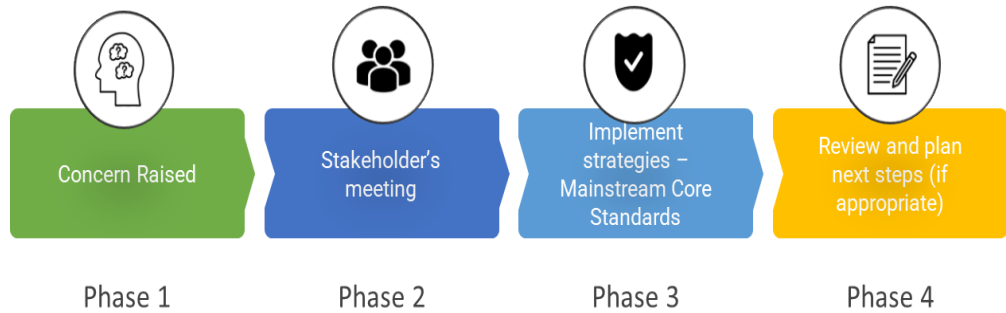 Concern Raised
Stakeholder's
meeting
Implement
strategies –
Mainstream Core
Standards
Review and plan
next steps (if
appropriate)
Phase 1
Phase 2
Phase 3
Phase 4